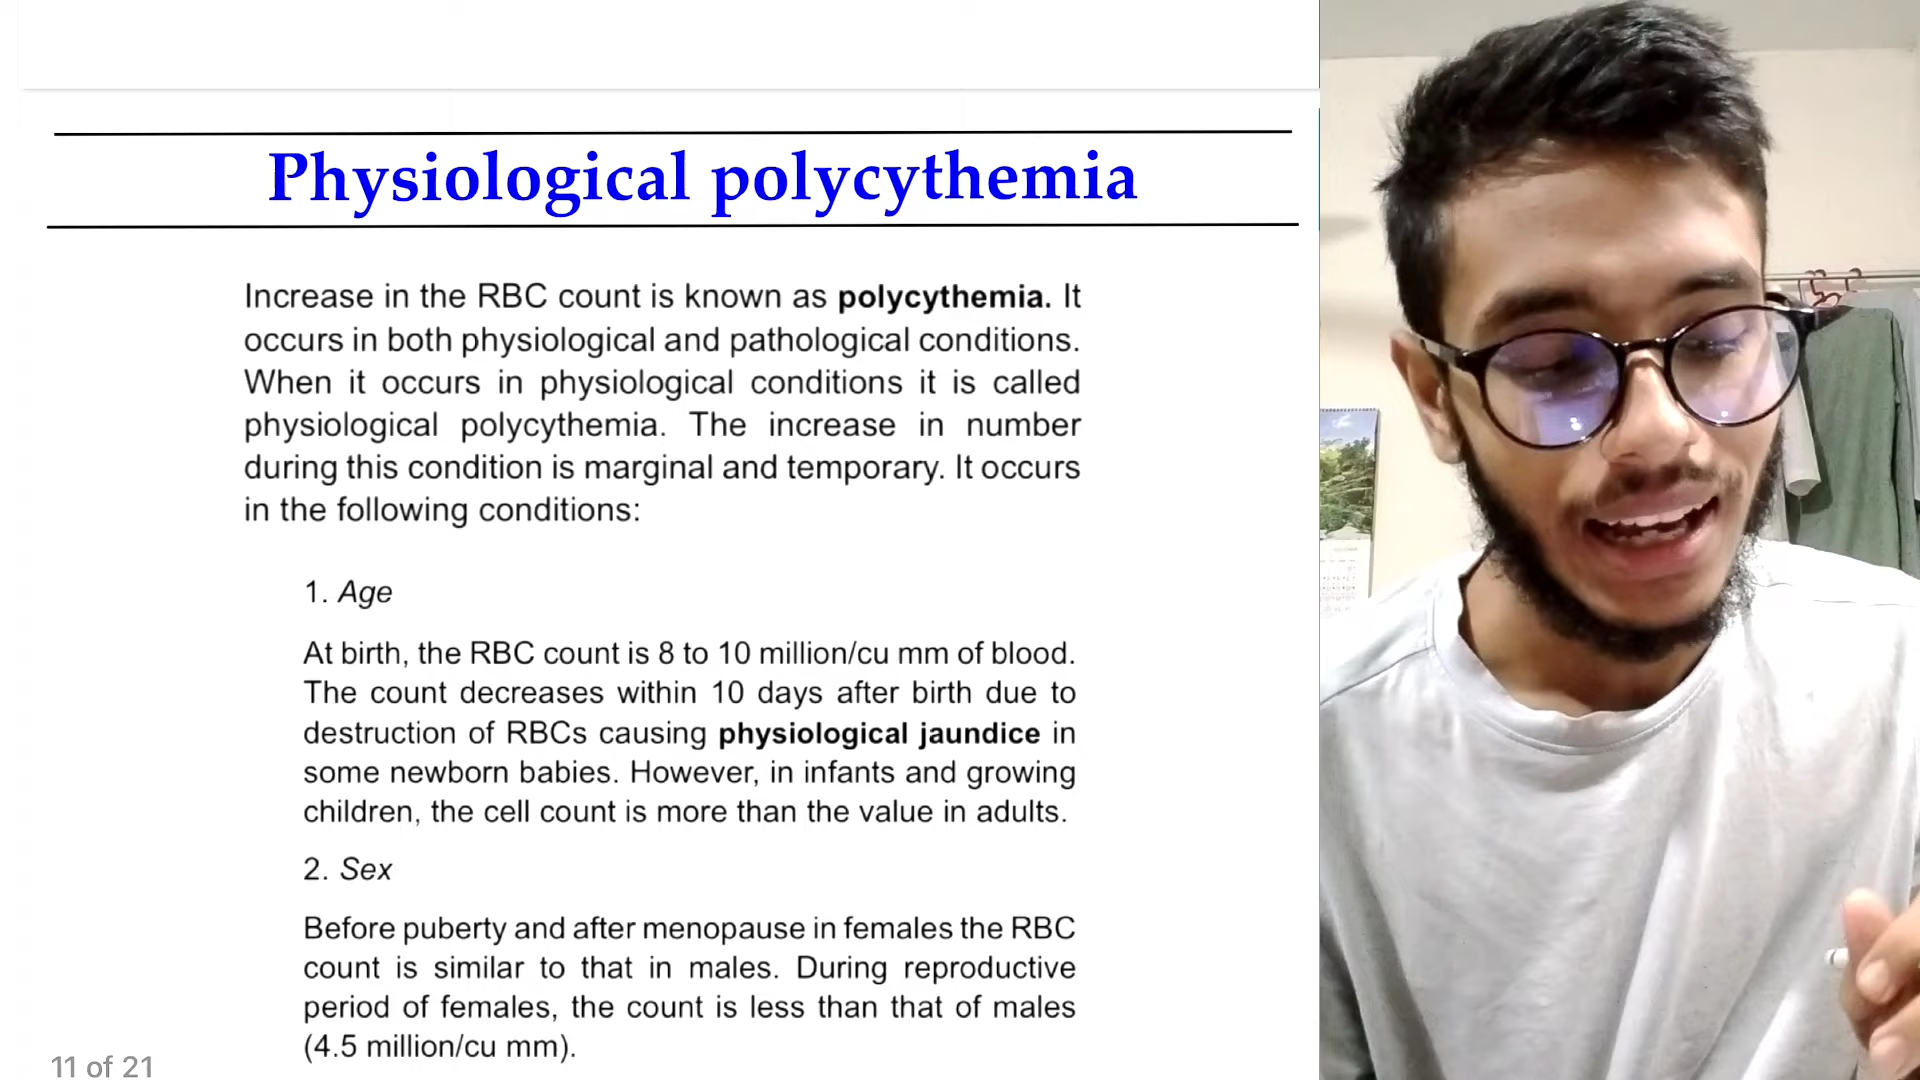 Physiological polycythemia
Increase in the RBC count is known as polycythemia. It
occurs in both physiological and pathological conditions.
When it occurs in physiological conditions it is called
physiological polycythemia. The increase in number
during this condition is marginal and temporary. It occurs
in the following conditions:
1. Age
At birth, the RBC count is 8 to 10 million/cu mm of blood.
The count decreases within 10 days after birth due to
destruction of RBCs causing physiological jaundice in
some newborn babies. However, in infants and growing
children, the cell count is more than the value in adults.
2. Sex
Before puberty and after menopause in females the RBC
count is similar to that in males. During reproductive
period of females, the count is less than that of males
(4.5 million/cu mm).
11 of 21